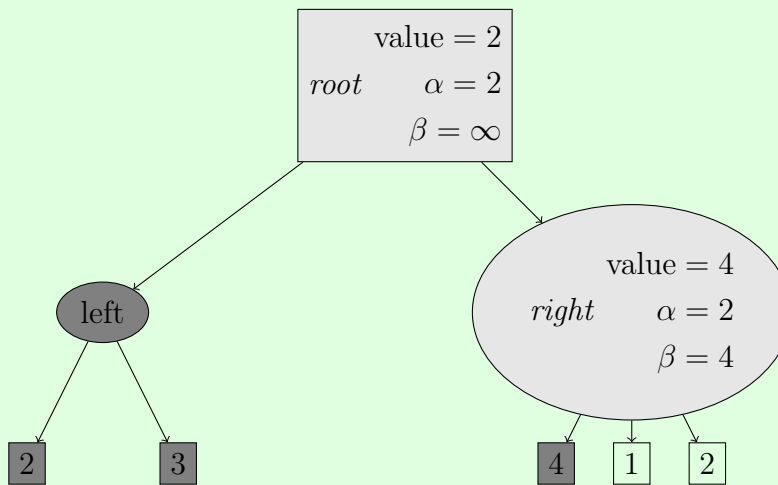 value = 2
root α = 2
β = ∞
left
value = 4
right α = 2
β = 4
2 3 4 1 2